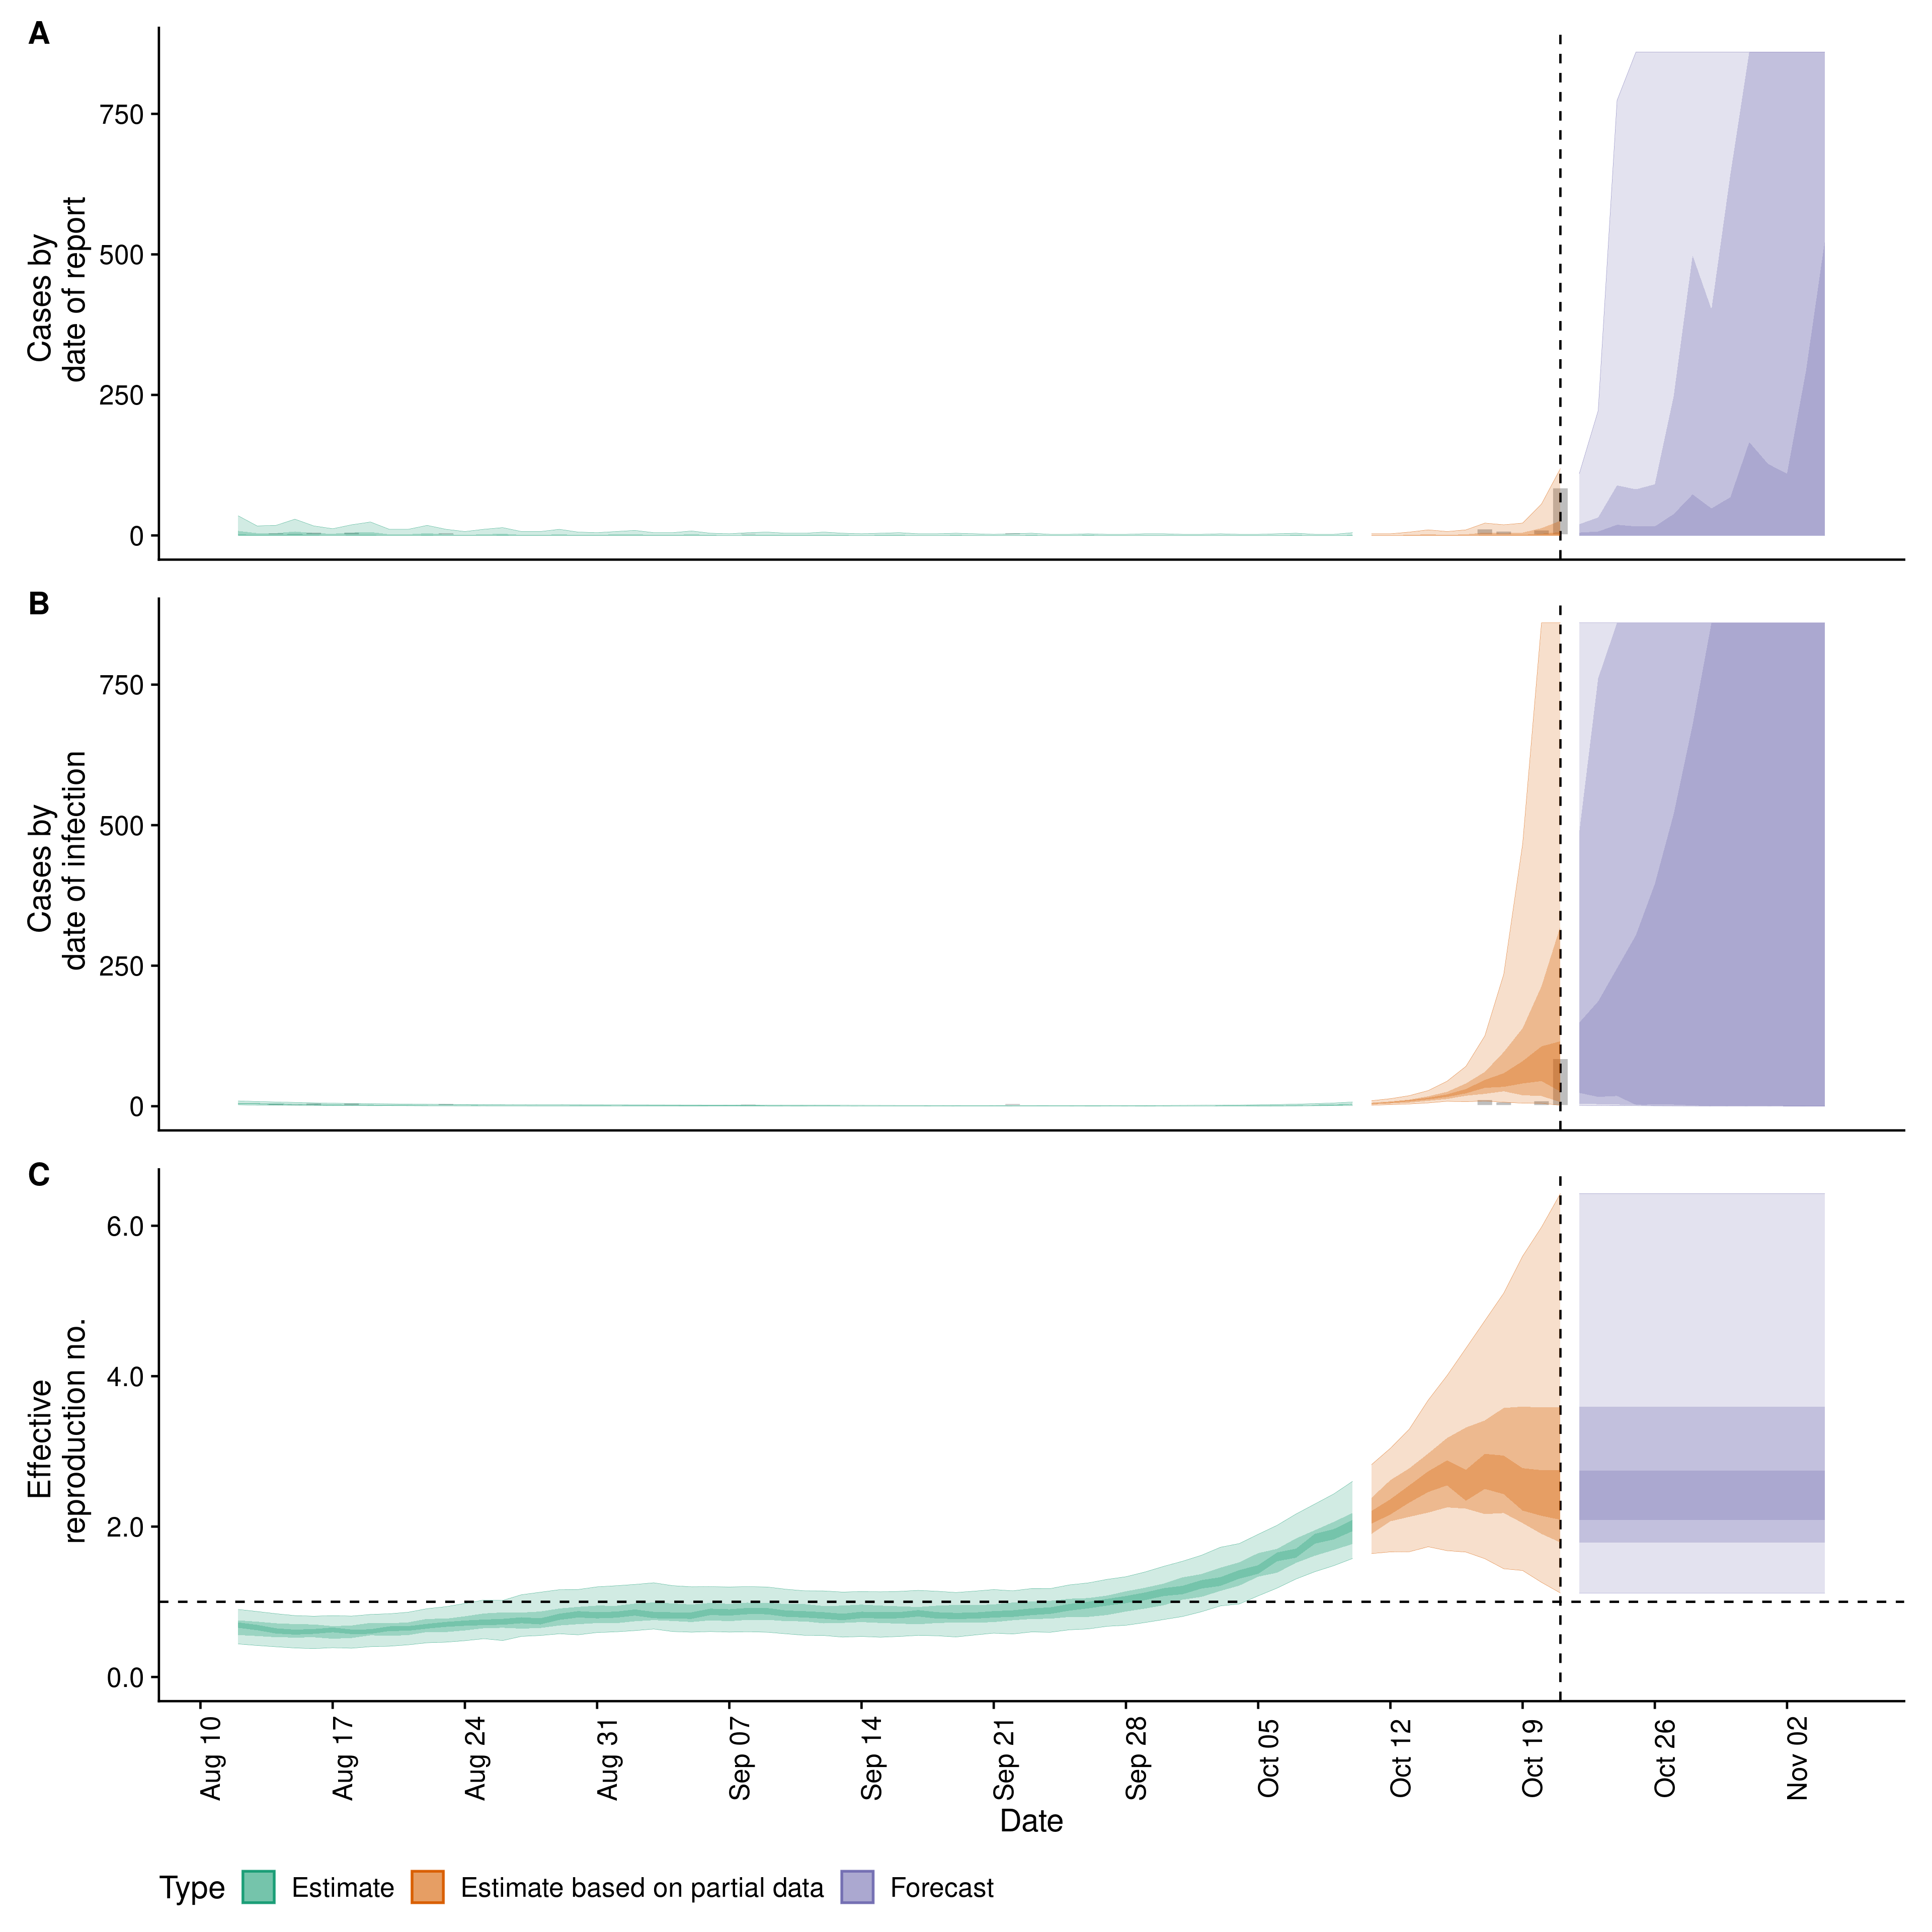 A
Cases by
date of report
750
500
250
0
B
Cases by
date of infection
750
500
250
0
C
Effective
reproduction no.
6.0
4.0
2.0
0.0
Aug 10
Aug 17
Aug 24
Aug 31
Sep 07
Sep 14
Sep 21
Sep 28
Oct 05
Oct 12
Oct 19
Oct 26
Nov 02
Date
Type Estimate Estimate based on partial data Forecast